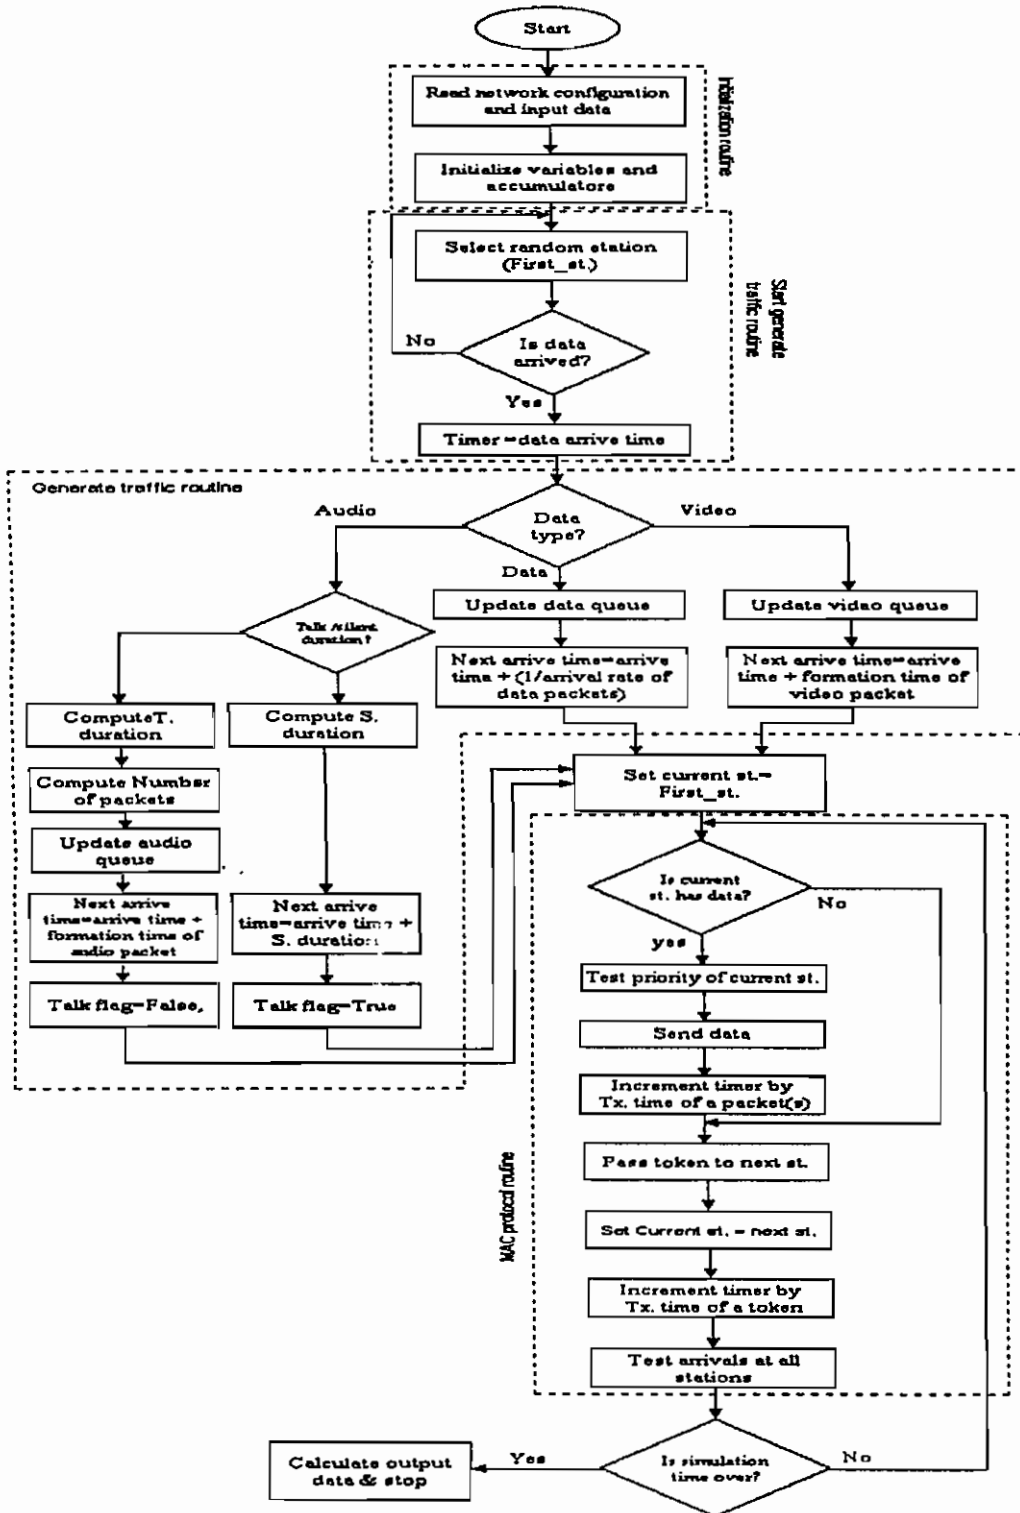 Start
Read network configuration
and input data
Initialize variables and
accumulators
Initialization routine
Select random station
(First_st.)
Start generate
traffic routine
No
Is data
arrived?
Yes
Timer=data arrive time
Generate traffic routine
Audio
Data
type?
Video
Data
Talk /silent
duration?
Update data queue
Update video queue
Next arrive time=arrive
time + (1/arrival rate of
data packets)
Next arrive time=arrive
time + formation time of
video packet
ComputeT.
duration
Compute S.
duration
Compute Number
of packets
Update audio
queue
Next arrive
time=arrive time +
formation time of
audio packet
Next arrive
time=arrive time +
S. duration
Talk flag=False,
Talk flag=True
Set current st.=
First_st.
Is current
st. has data?
No
yes
Test priority of current st.
Send data
Increment timer by
Tx. time of a packet(s)
Pass token to next st.
Set Current st. = next st.
Increment timer by
Tx. time of a token
Test arrivals at all
stations
MAC protocol routine
Is simulation
time over?
Yes
No
Calculate output
data & stop